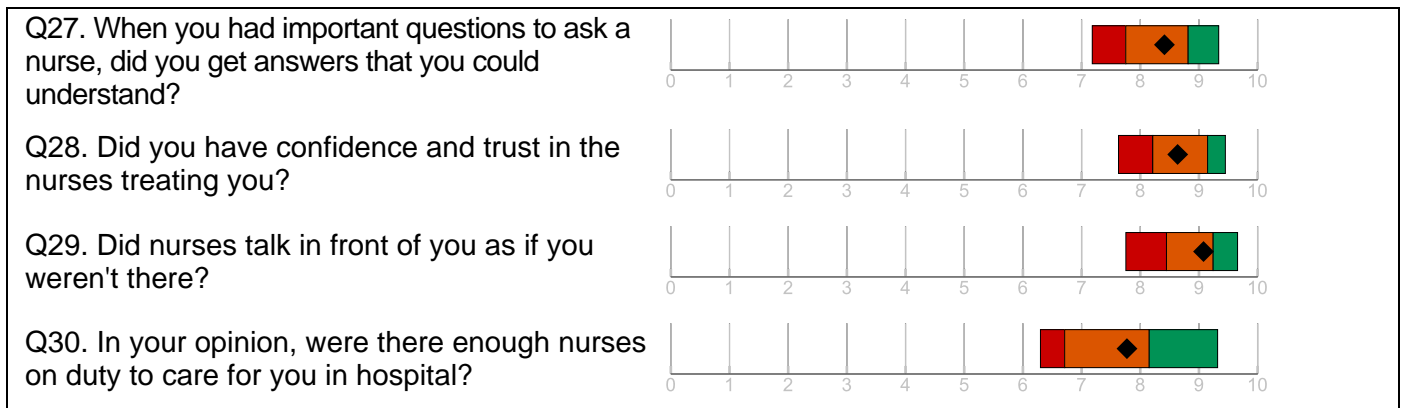 Q27. When you had important questions to ask a
nurse, did you get answers that you could
understand?
0 1 2 3 4 5 6 7 8 9 10
Q28. Did you have confidence and trust in the
nurses treating you?
0 1 2 3 4 5 6 7 8 9 10
Q29. Did nurses talk in front of you as if you
weren't there?
0 1 2 3 4 5 6 7 8 9 10
Q30. In your opinion, were there enough nurses
on duty to care for you in hospital?
0 1 2 3 4 5 6 7 8 9 10